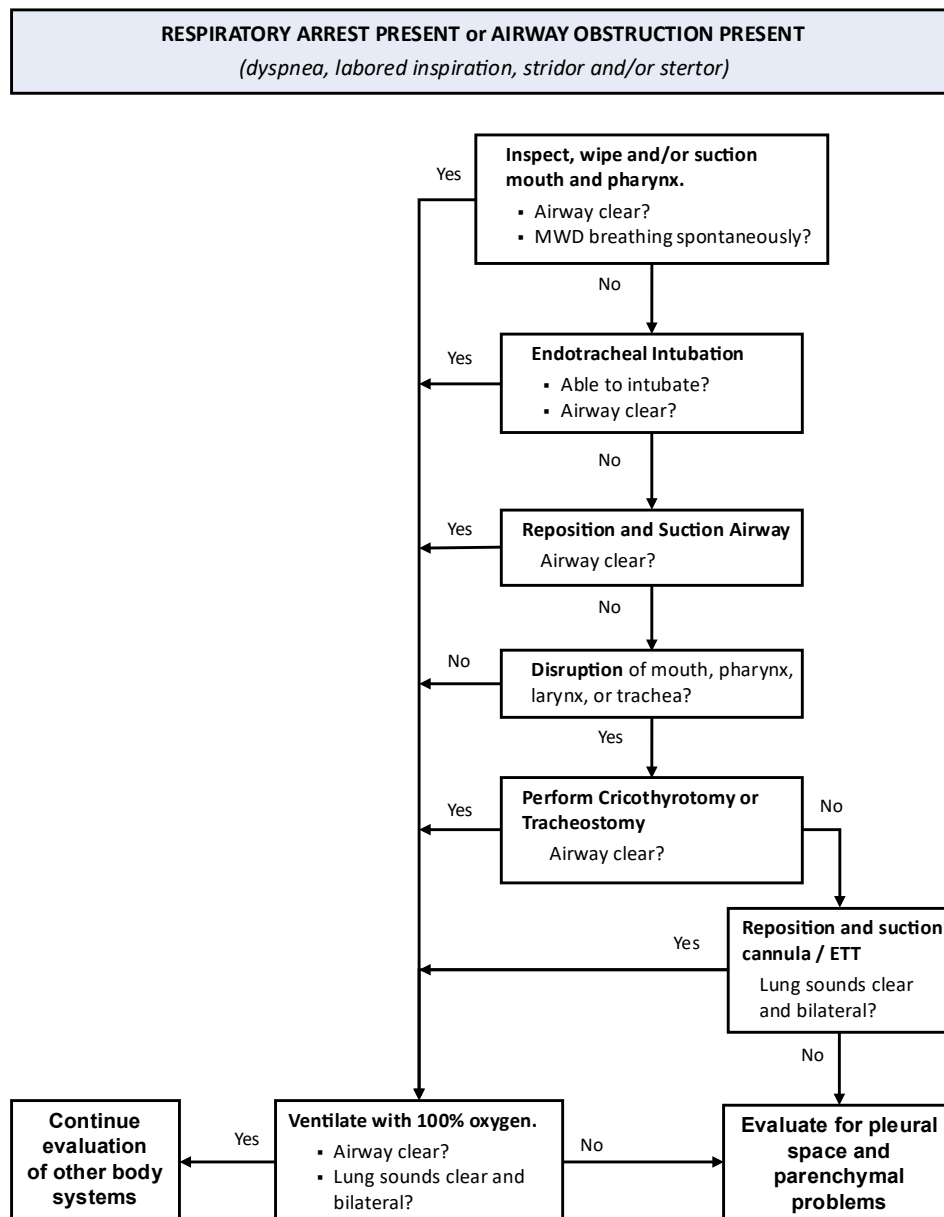 RESPIRATORY ARREST PRESENT or AIRWAY OBSTRUCTION PRESENT
(dyspnea, labored inspiration, stridor and/or stertor)
Yes
Inspect, wipe and/or suction
mouth and pharynx.
▪ Airway clear?
▪ MWD breathing spontaneously?
No
Yes
Endotracheal Intubation
▪ Able to intubate?
▪ Airway clear?
No
Yes
Reposition and Suction Airway
Airway clear?
No
No
Disruption of mouth, pharynx,
larynx, or trachea?
Yes
Yes
Perform Cricothyrotomy or
Tracheostomy
Airway clear?
No
Yes
Reposition and suction
cannula / ETT
Lung sounds clear
and bilateral?
No
Continue
evaluation
of other body
systems
Yes
Ventilate with 100% oxygen.
▪ Airway clear?
▪ Lung sounds clear and
bilateral?
No
Evaluate for pleural
space and
parenchymal
problems